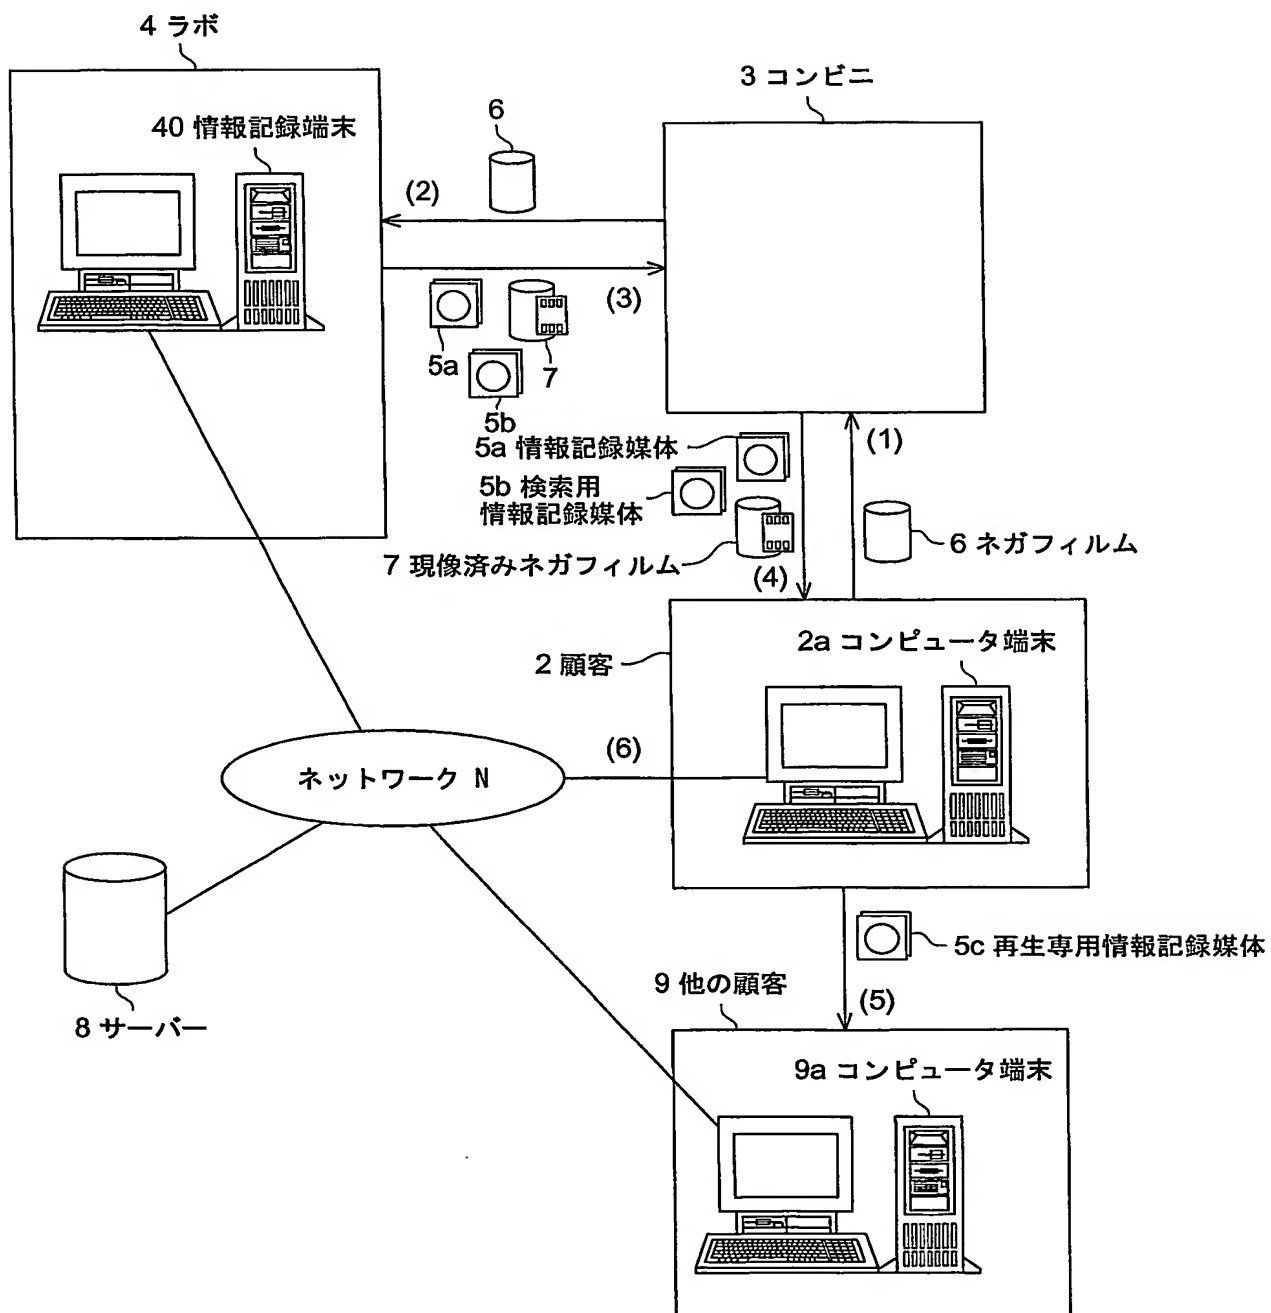 4 ラボ
3 コンビニ
40 情報記録端末
6
(2)
(3)
5a
7
5b
5a 情報記録媒体
(1)
5b 検索用
情報記録媒体
6 ネガフィルム
7 現像済みネガフィルム
(4)
2a コンピュータ端末
2 顧客
(6)
ネットワーク N
5c 再生専用情報記録媒体
9 他の顧客
(5)
8 サーバー
9a コンピュータ端末